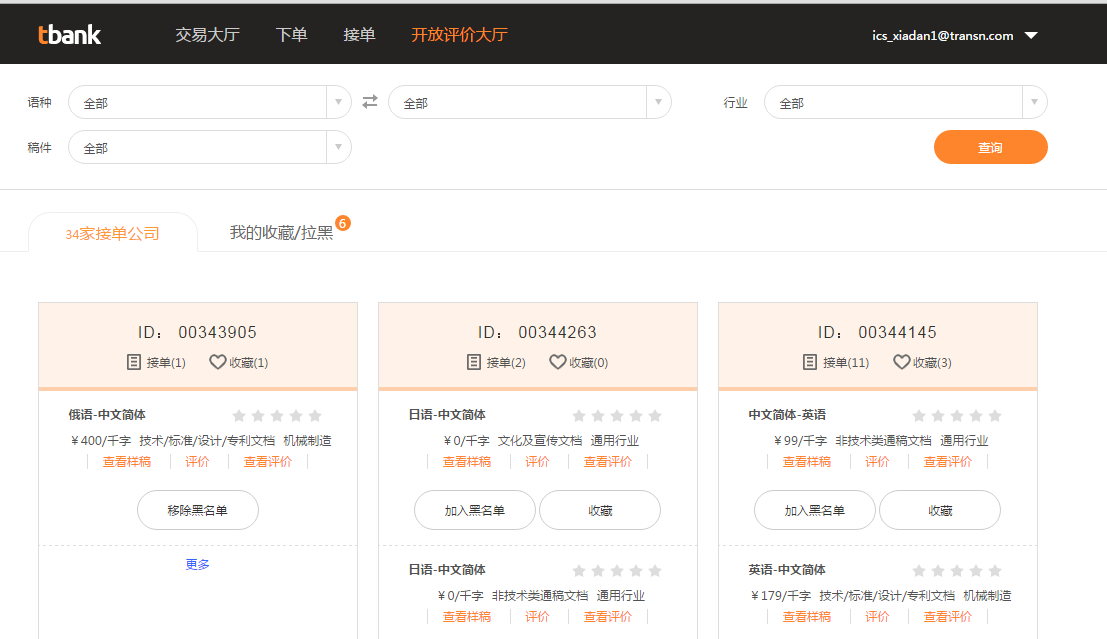 tbank 交易大厅 下单 接单 开放评价大厅 ics_xiadan1@transn.com
语种 全部 全部 行业 全部
稿件 全部 查询
34家接单公司 我的收藏/拉黑 6
ID： 00343905
接单(1) 收藏(1)
俄语-中文简体
￥400/千字 技术/标准/设计/专利文档 机械制造
查看样稿 评价 查看评价
移除黑名单
更多
ID： 00344263
接单(2) 收藏(0)
日语-中文简体
￥0/千字 文化及宣传文档 通用行业
查看样稿 评价 查看评价
加入黑名单 收藏
日语-中文简体
￥0/千字 非技术类通稿文档 通用行业
查看样稿 评价 查看评价
ID： 00344145
接单(11) 收藏(3)
中文简体-英语
￥99/千字 非技术类通稿文档 通用行业
查看样稿 评价 查看评价
加入黑名单 收藏
英语-中文简体
￥179/千字 技术/标准/设计/专利文档 机械制造
查看样稿 评价 查看评价